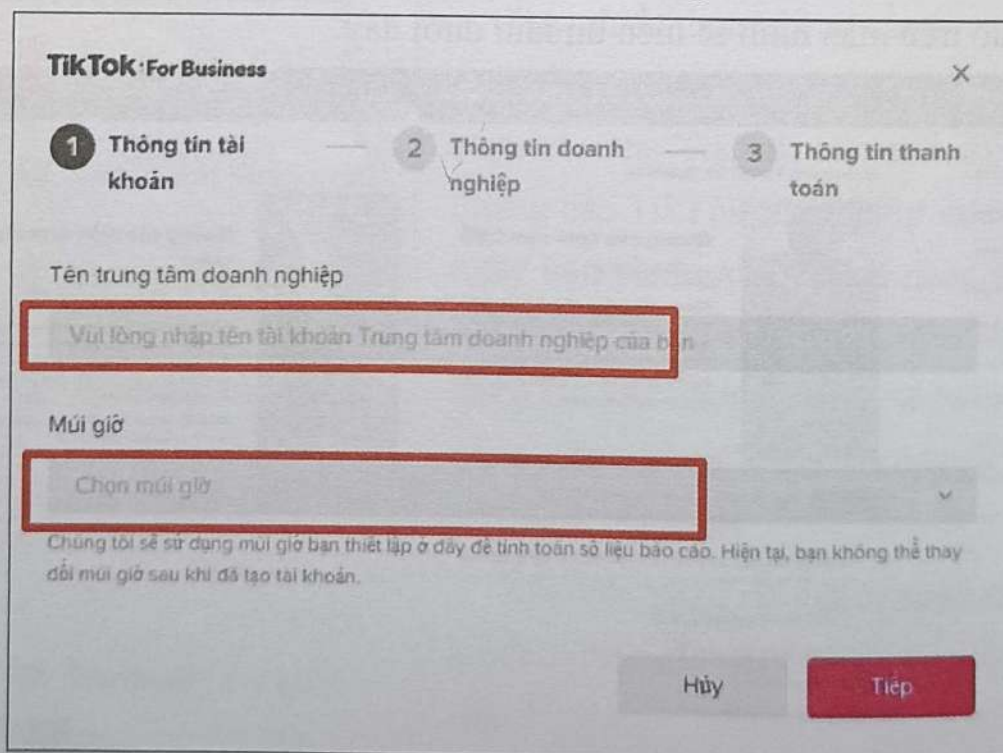 TikTok For Business
1 Thông tin tài
khoản
2 Thông tin doanh
nghiệp
3 Thông tin thanh
toán
Tên trung tâm doanh nghiệp
Vui lòng nhập tên tài khoản Trung tâm doanh nghiệp của bạn
Múi giờ
Chọn múi giờ
Chúng tôi sẽ sử dụng múi giờ bạn thiết lập ở đây để tính toán số liệu báo cáo. Hiện tại, bạn không thể thay
đổi múi giờ sau khi đã tạo tài khoản.
Hủy
Tiếp